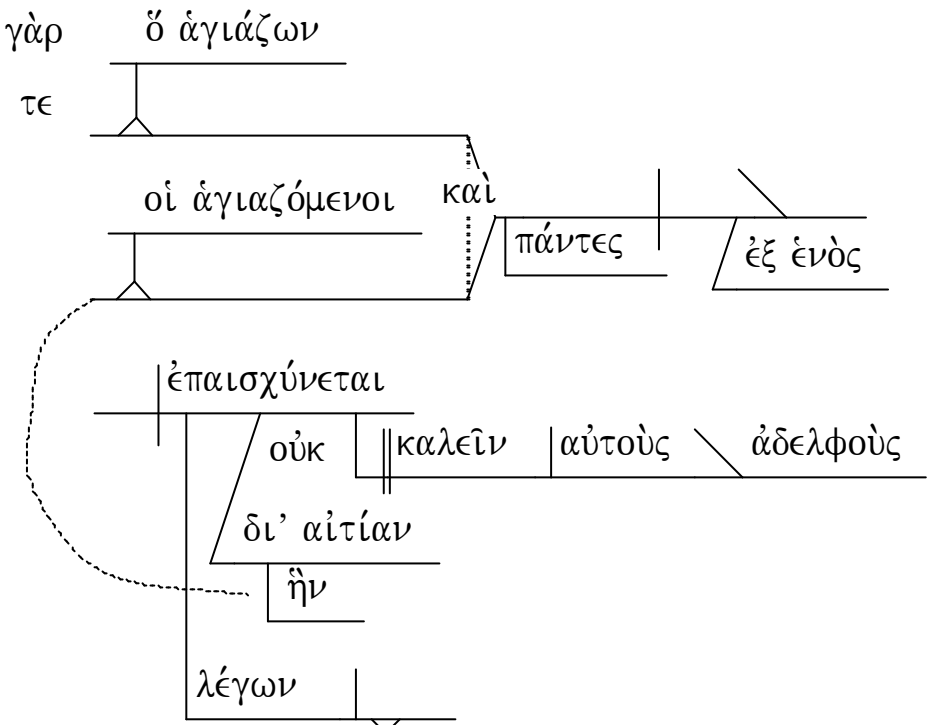 γὰρ ὅ ἁγιάζων
τε
οἱ ἁγιαζόμενοι καὶ
πάντες ἐξ ἑνὸς
ἐπαισχύνεται
οὐκ καλεῖν αὐτοὺς ἀδελφοὺς
δι’ αἰτίαν
ἣν
λέγων